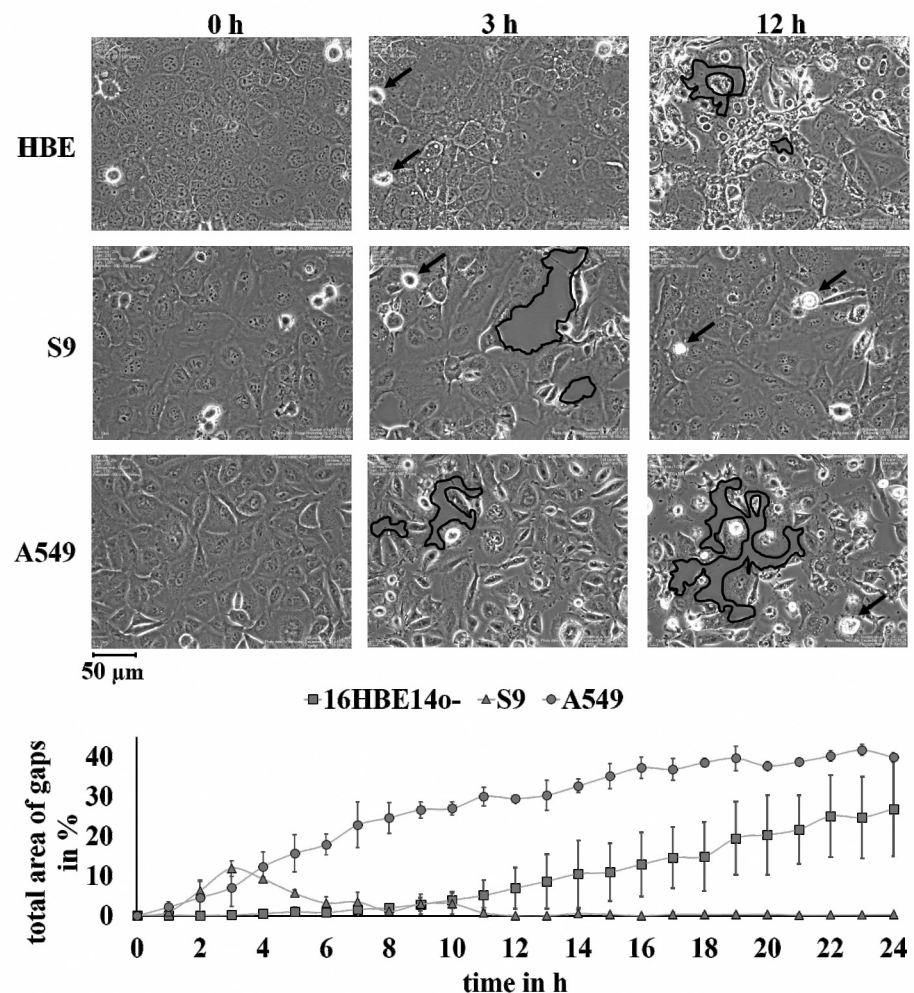 0 h 3 h 12 h
HBE
S9
A549
50 µm
16HBE14o- S9 A549
total area of gaps
in %
40
30
20
10
0
0 2 4 6 8 10 12 14 16 18 20 22 24
time in h